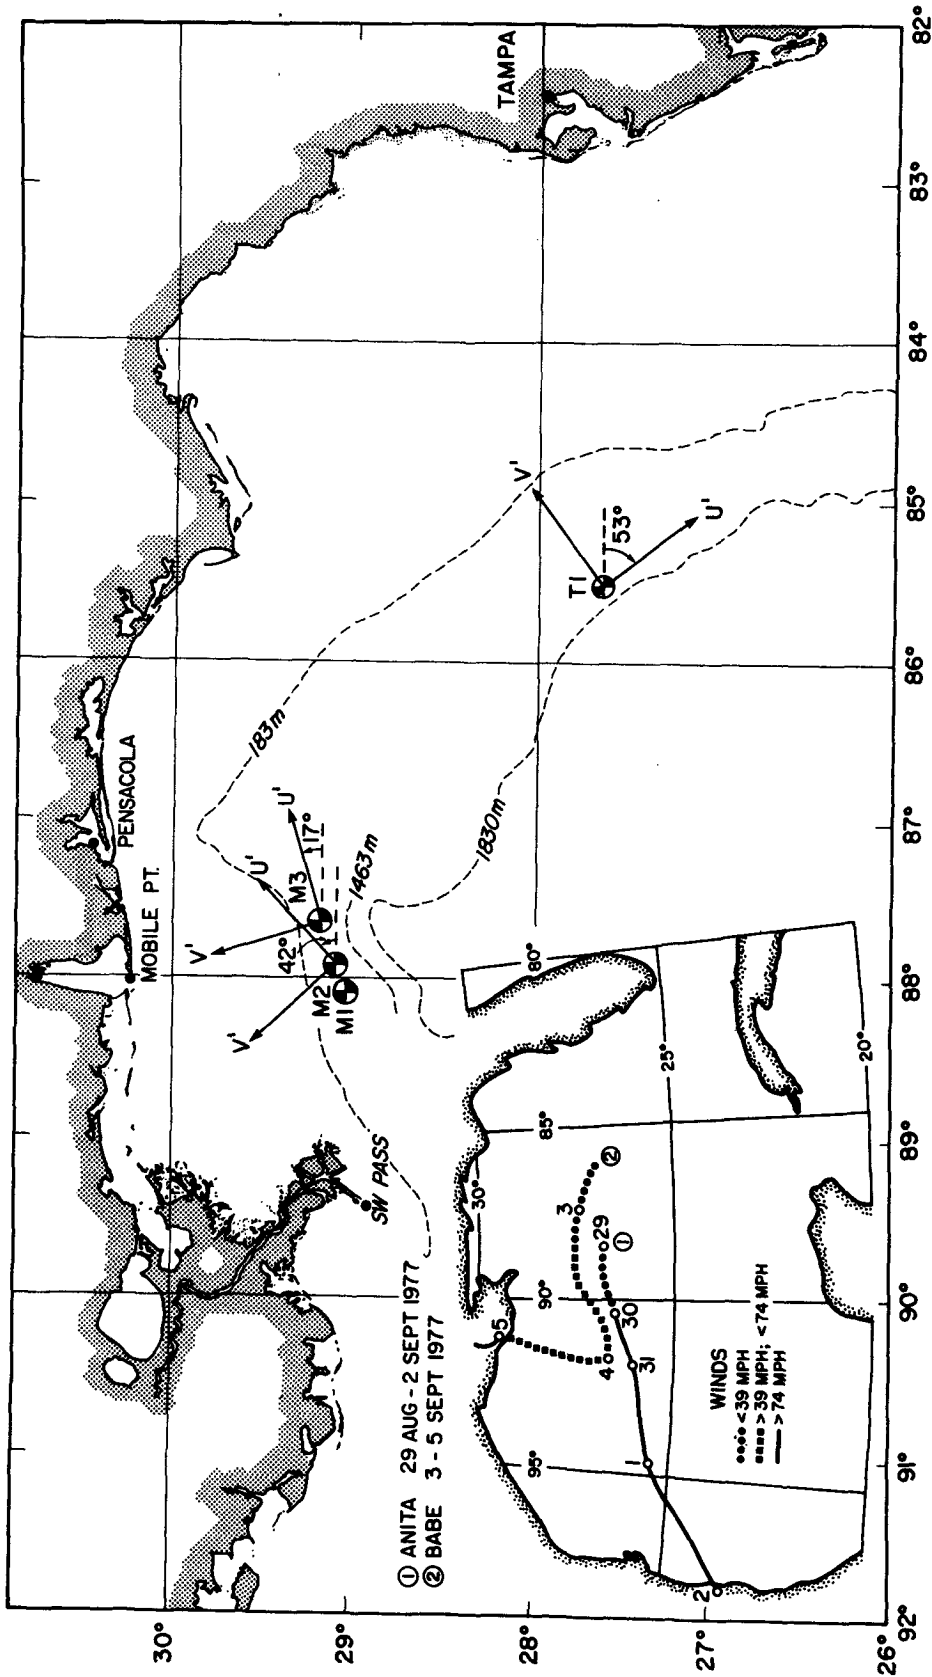 TAMPA
PENSACOLA
MOBILE PT.
SW PASS
183m
1463m
1830m
V'
U'
T1
53°
U'
17°
U'
M3
V'
42°
M2
M1
V'
① ANITA 29 AUG - 2 SEPT 1977
② BABE 3 - 5 SEPT 1977
30°
29°
28°
27°
26°
92°
91°
90°
89°
88°
87°
86°
85°
84°
83°
82°
95°
90°
85°
80°
30°
25°
20°
5
3
②
29
①
30
4
31
1
2
WINDS
<39 MPH
>39 MPH; <74 MPH
>74 MPH